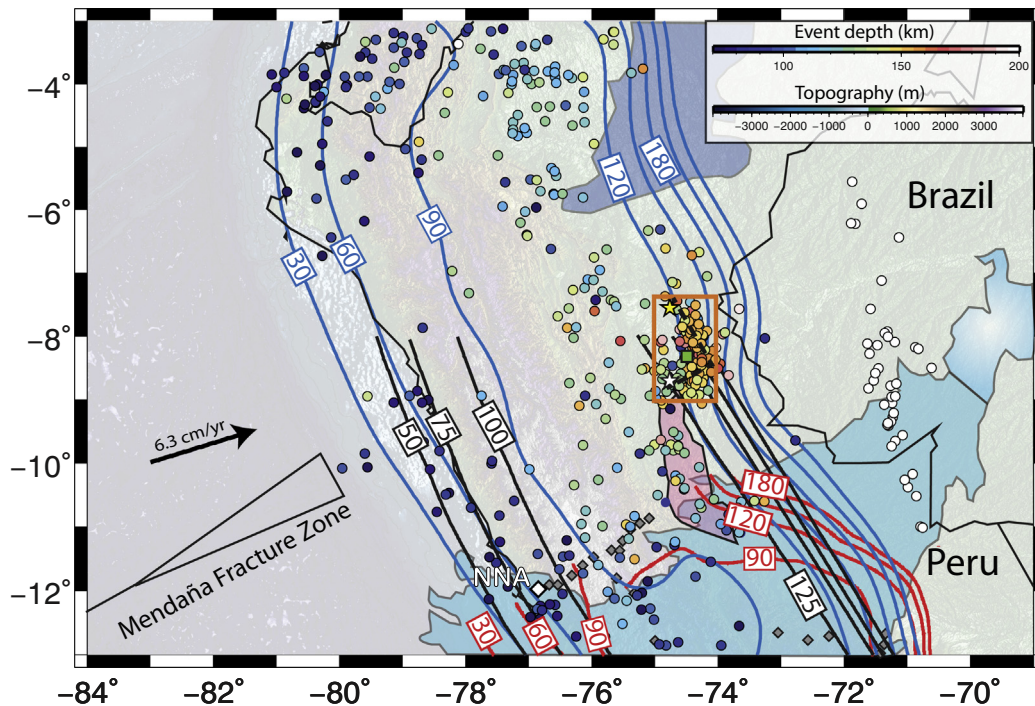 Event depth (km)
100 150 200
Topography (m)
−3000 −2000 −1000 0 1000 2000 3000
−4°
−6°
−8°
−10°
−12°
120
180
90
60
30
Brazil
6.3 cm/yr
50
75
100
Mendaña Fracture Zone
180
120
90
Peru
NNA
125
30
60
90
−84° −82° −80° −78° −76° −74° −72° −70°